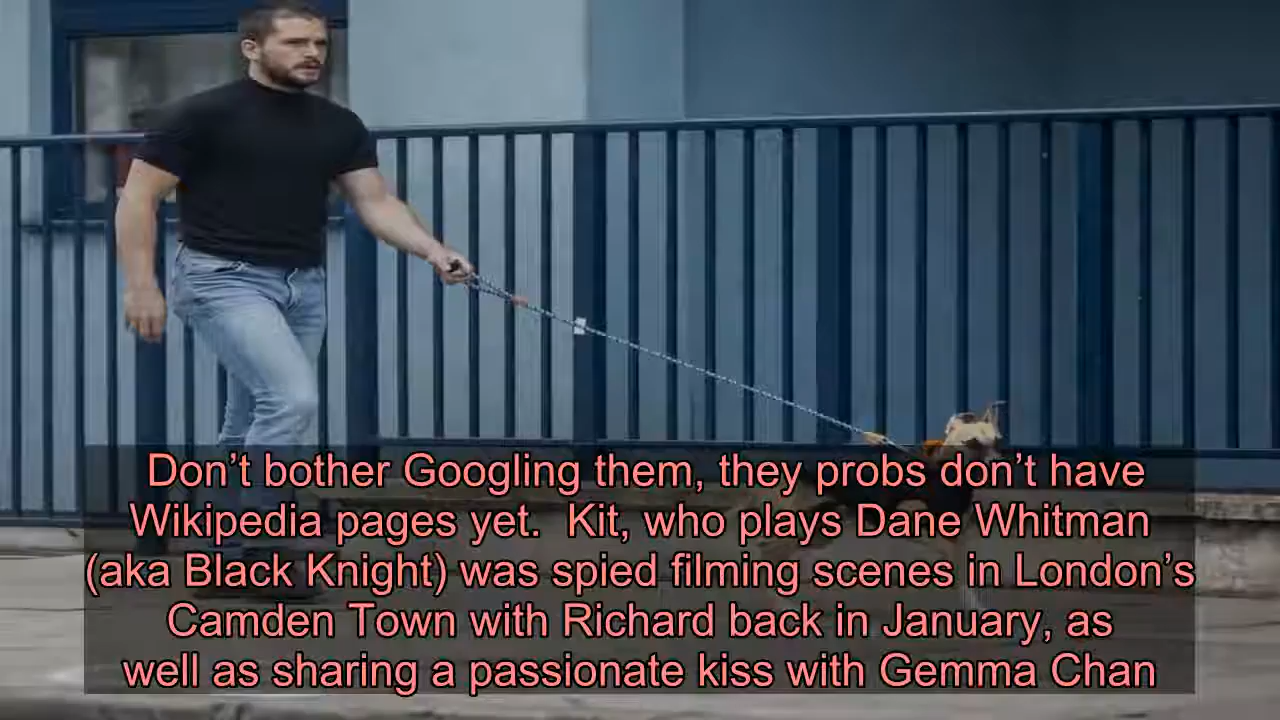 Don’t bother Googling them, they probs don’t have
Wikipedia pages yet.  Kit, who plays Dane Whitman
(aka Black Knight) was spied filming scenes in London’s
Camden Town with Richard back in January, as
well as sharing a passionate kiss with Gemma Chan